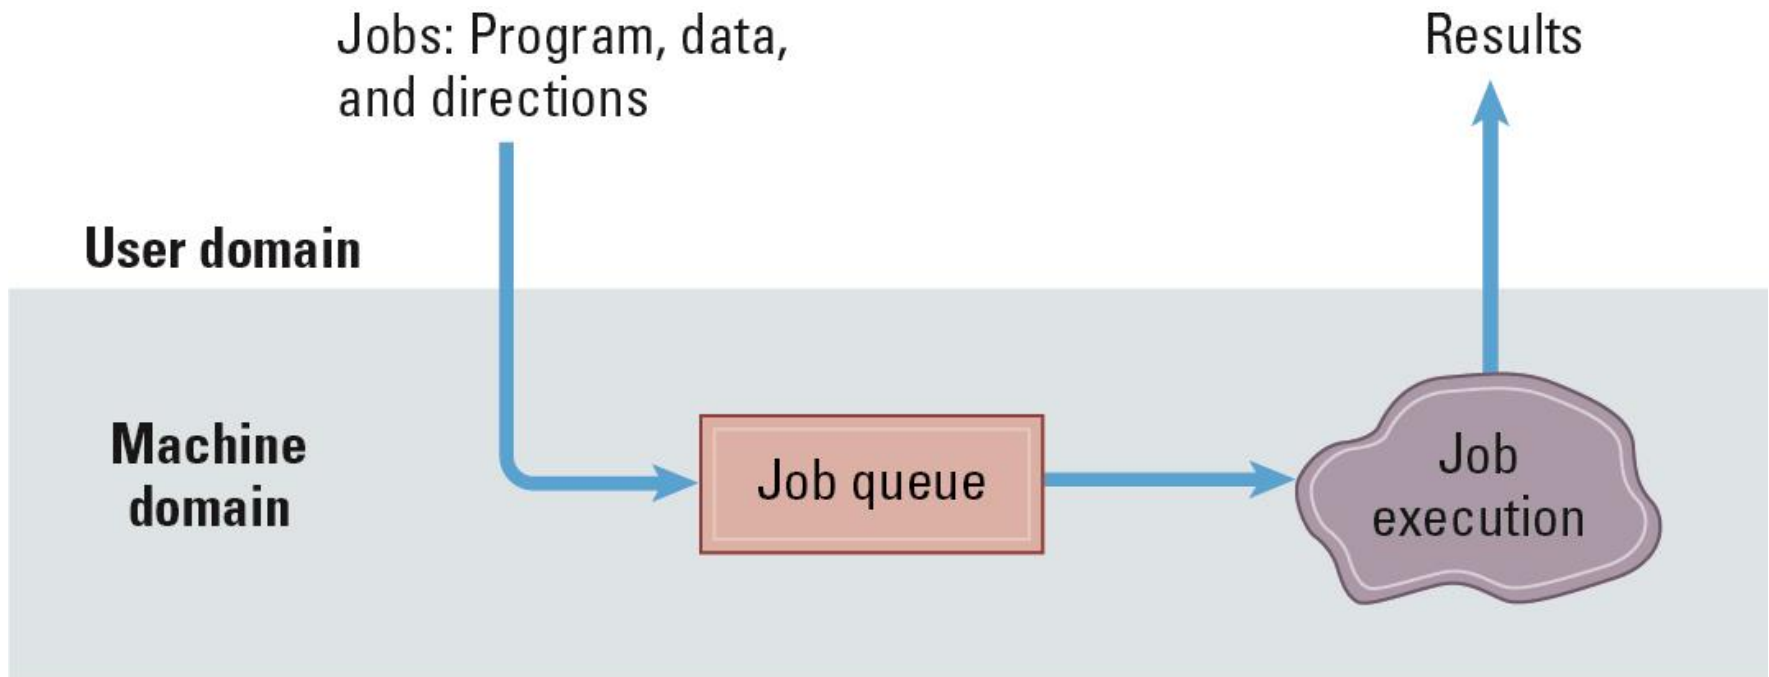 Jobs: Program, data,
and directions
Results
User domain
Machine
domain
Job queue
Job
execution